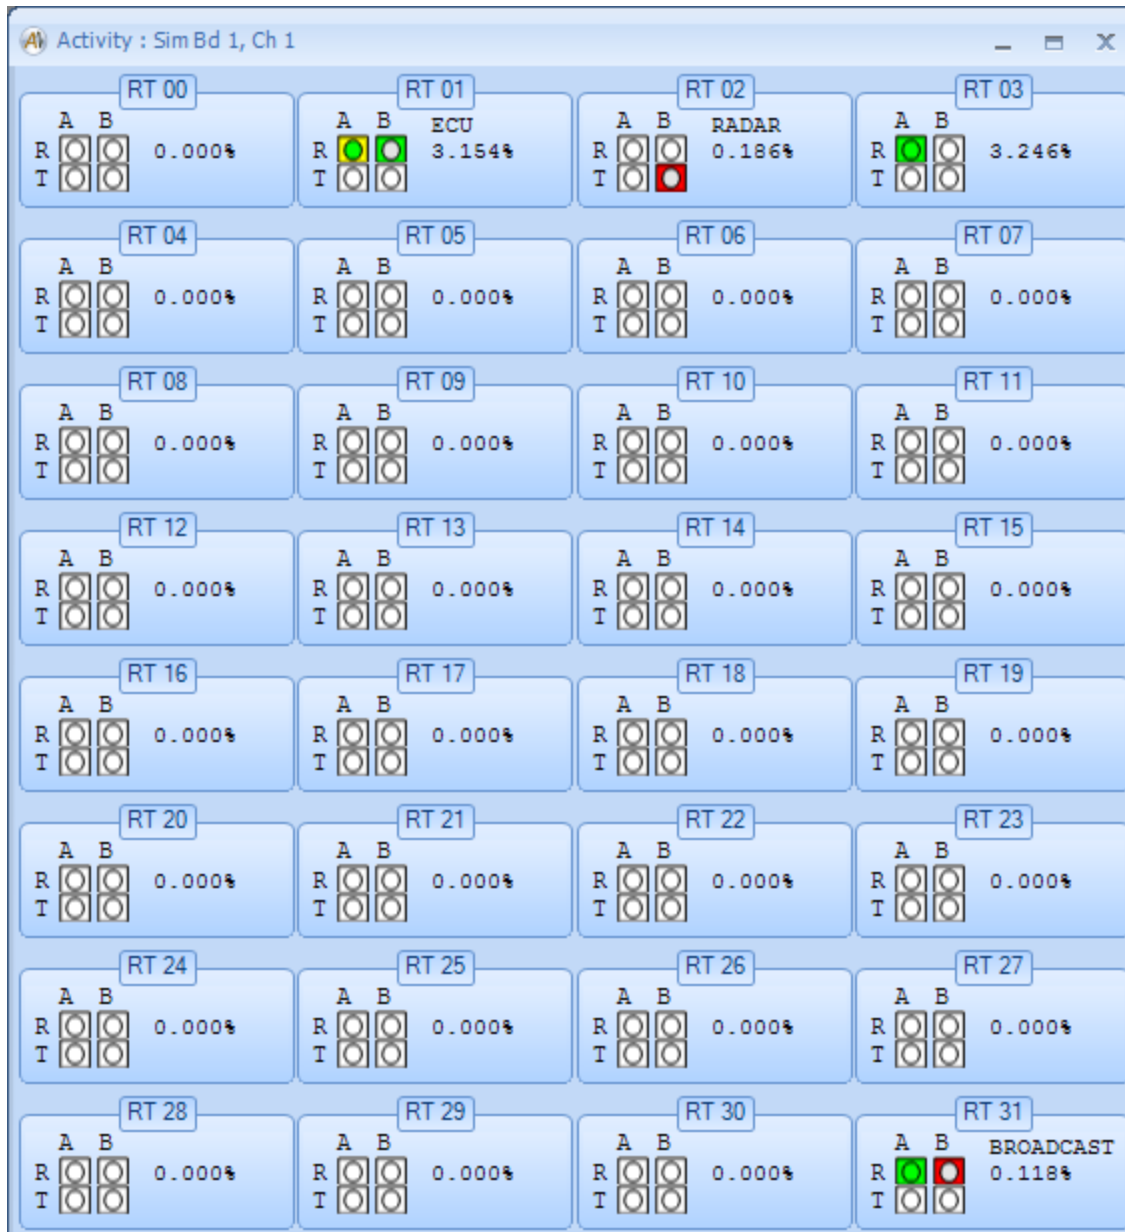 Activity : Sim Bd 1, Ch 1
RT 00
A B
R 0.000%
T
RT 01
A B ECU
R 3.154%
T
RT 02
A B RADAR
R 0.186%
T
RT 03
A B
R 3.246%
T
RT 04
A B
R 0.000%
T
RT 05
A B
R 0.000%
T
RT 06
A B
R 0.000%
T
RT 07
A B
R 0.000%
T
RT 08
A B
R 0.000%
T
RT 09
A B
R 0.000%
T
RT 10
A B
R 0.000%
T
RT 11
A B
R 0.000%
T
RT 12
A B
R 0.000%
T
RT 13
A B
R 0.000%
T
RT 14
A B
R 0.000%
T
RT 15
A B
R 0.000%
T
RT 16
A B
R 0.000%
T
RT 17
A B
R 0.000%
T
RT 18
A B
R 0.000%
T
RT 19
A B
R 0.000%
T
RT 20
A B
R 0.000%
T
RT 21
A B
R 0.000%
T
RT 22
A B
R 0.000%
T
RT 23
A B
R 0.000%
T
RT 24
A B
R 0.000%
T
RT 25
A B
R 0.000%
T
RT 26
A B
R 0.000%
T
RT 27
A B
R 0.000%
T
RT 28
A B
R 0.000%
T
RT 29
A B
R 0.000%
T
RT 30
A B
R 0.000%
T
RT 31
A B BROADCAST
R 0.118%
T